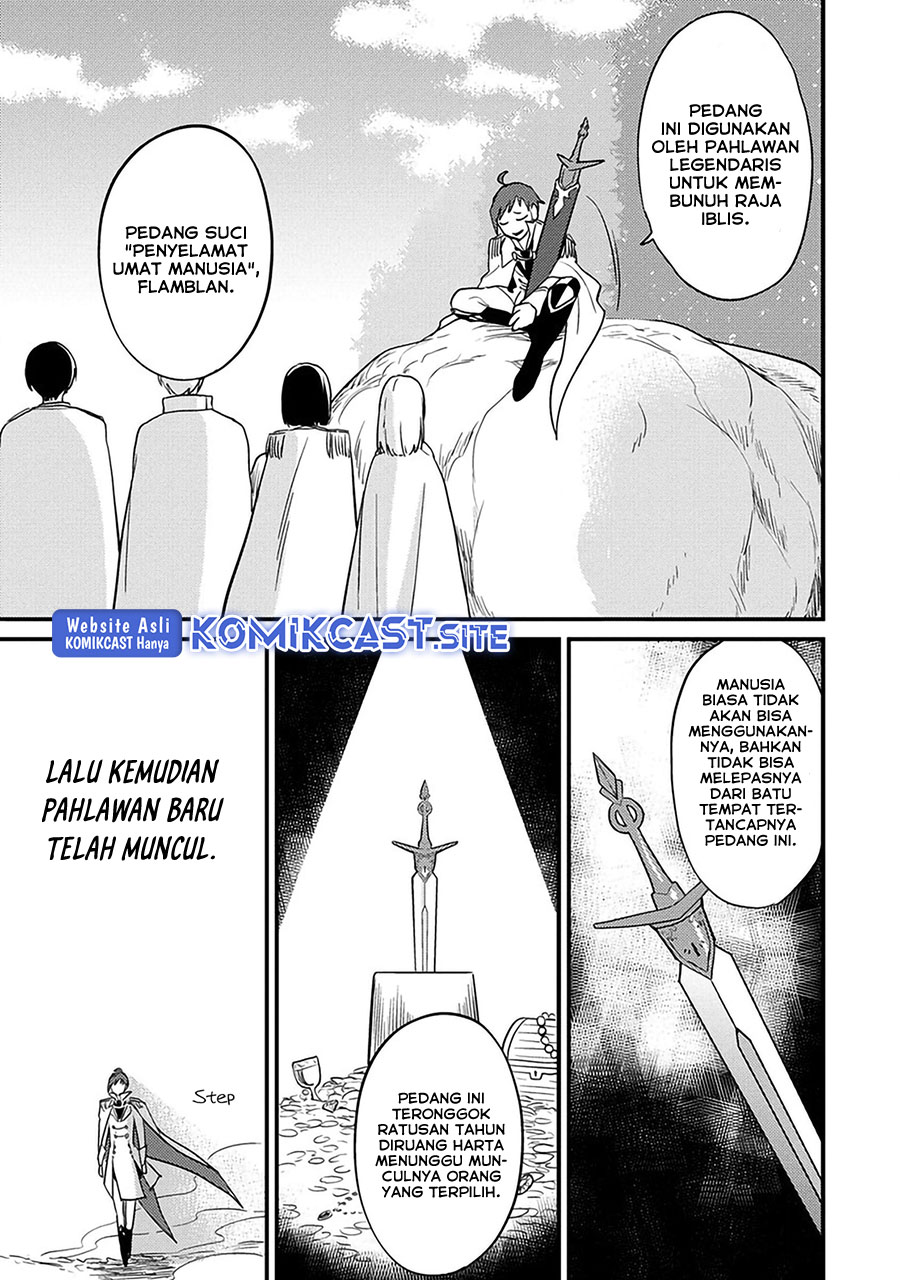 PEDANG
INI DIGUNAKAN
OLEH PAHLAWAN
LEGENDARIS
UNTUK MEM-
BUNUH RAJA
IBLIS.
PEDANG SUCI
"PENYELAMAT
UMAT MANUSIA",
FLAMBLAN.
Website Asli
KOMIKCAST Hanya
KOMIKCAST.SITE
MANUSIA
BIASA TIDAK
AKAN BISA
MENGGUNAKAN-
NYA, BAHKAN
TIDAK BISA
MELEPASNYA
DARI BATU
TEMPAT TER-
TANCAPNYA
PEDANG INI.
PEDANG INI
TERONGGOK
RATUSAN TAHUN
DIRUANG HARTA
MENUNGGU MUN-
CULNYA ORANG
YANG TERPILIH.
LALU KEMUDIAN
PAHLAWAN BARU
TELAH MUNCUL.
Step